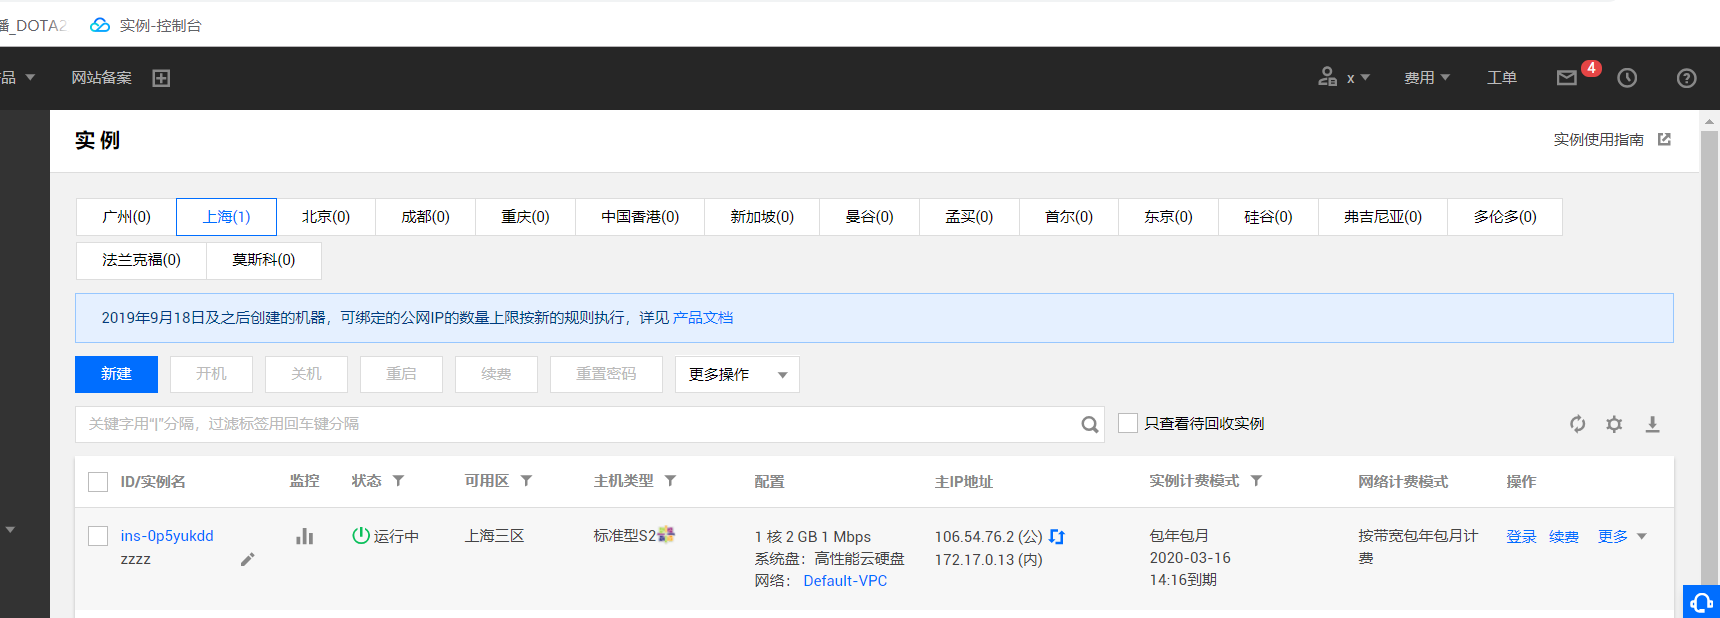 播_DOTA2
实例-控制台
品
网站备案
x
费用
工单
4
实例
实例使用指南
广州(0)
上海(1)
北京(0)
成都(0)
重庆(0)
中国香港(0)
新加坡(0)
曼谷(0)
孟买(0)
首尔(0)
东京(0)
硅谷(0)
弗吉尼亚(0)
多伦多(0)
法兰克福(0)
莫斯科(0)
2019年9月18日及之后创建的机器，可绑定的公网IP的数量上限按新的规则执行，详见 产品文档
新建
开机
关机
重启
续费
重置密码
更多操作
关键字用“|”分隔，过滤标签用回车键分隔
只查看待回收实例
ID/实例名
监控
状态
可用区
主机类型
配置
主IP地址
实例计费模式
网络计费模式
操作
ins-0p5yukdd
zzzz
运行中
上海三区
标准型S2
1 核 2 GB 1 Mbps
系统盘：高性能云硬盘
网络： Default-VPC
106.54.76.2 (公)
172.17.0.13 (内)
包年包月
2020-03-16
14:16到期
按带宽包年包月计
费
登录
续费
更多